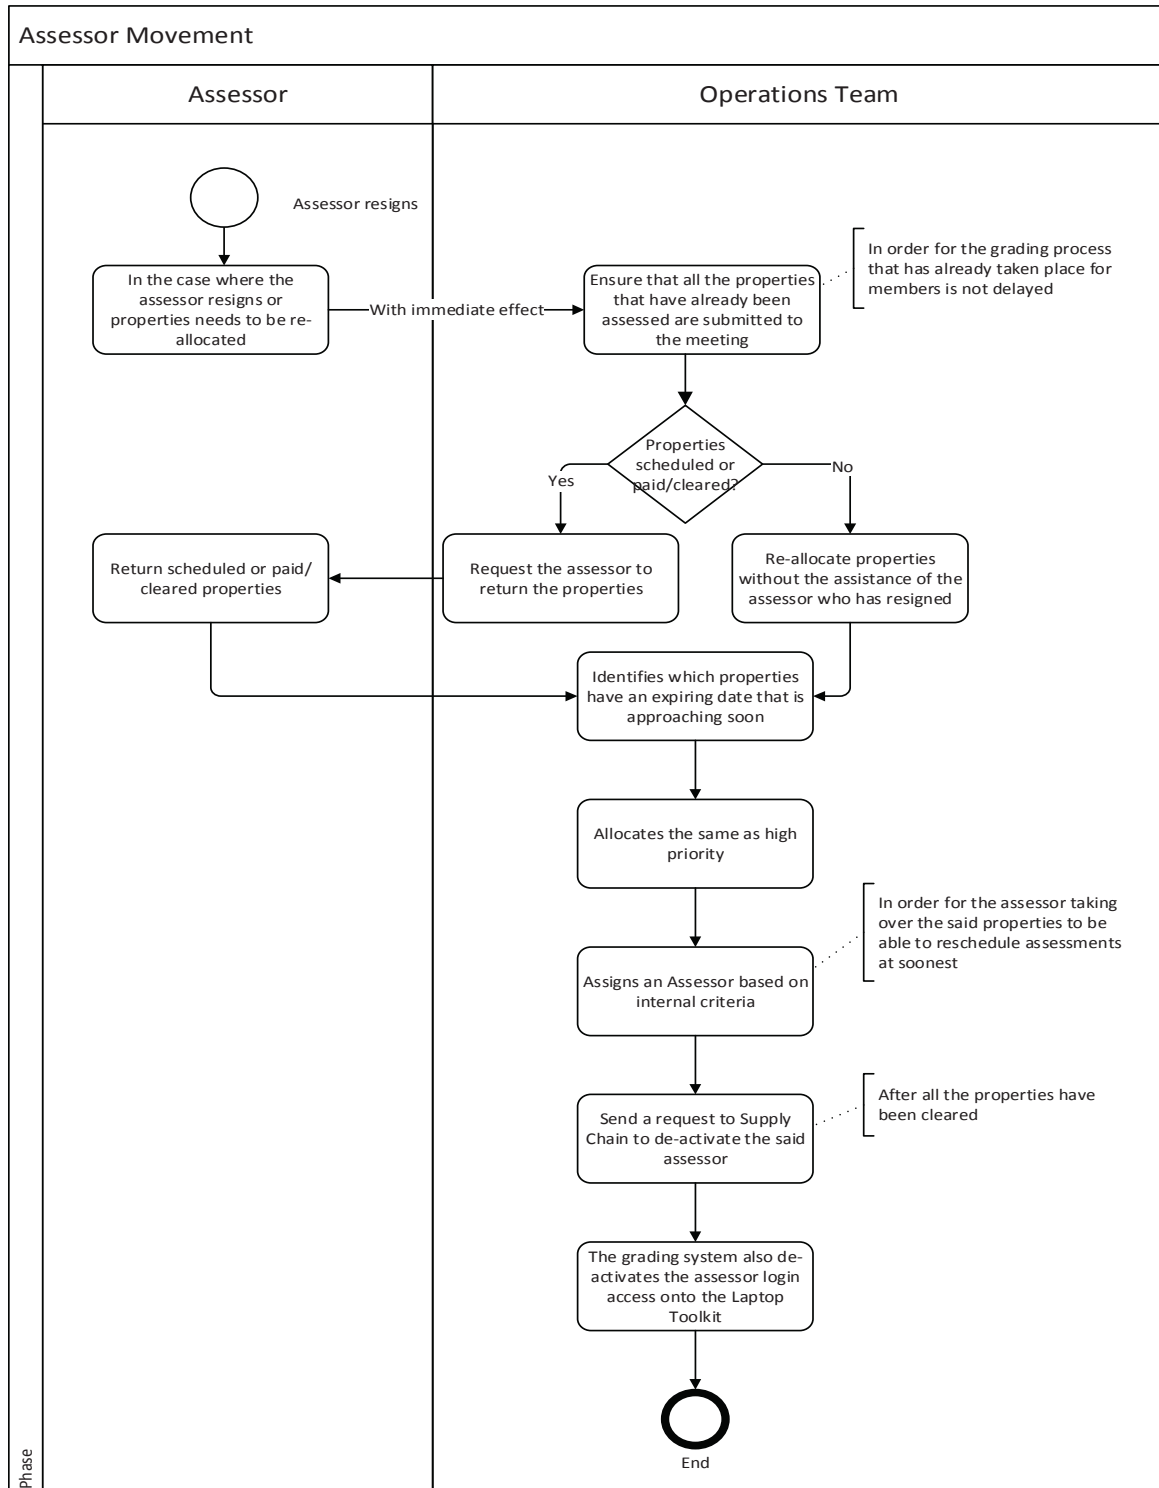 Assessor Movement
Assessor
Operations Team
Assessor resigns
In the case where the
assessor resigns or
properties needs to be re-
allocated
With immediate effect
Ensure that all the properties
that have already been
assessed are submitted to
the meeting
In order for the grading process
that has already taken place for
members is not delayed
Properties
scheduled or
paid/cleared?
Yes
No
Return scheduled or paid/
cleared properties
Request the assessor to
return the properties
Re-allocate properties
without the assistance of the
assessor who has resigned
Identifies which properties
have an expiring date that is
approaching soon
Allocates the same as high
priority
Assigns an Assessor based on
internal criteria
In order for the assessor taking
over the said properties to be
able to reschedule assessments
at soonest
Send a request to Supply
Chain to de-activate the said
assessor
After all the properties have
been cleared
The grading system also de-
activates the assessor login
access onto the Laptop
Toolkit
End
Phase